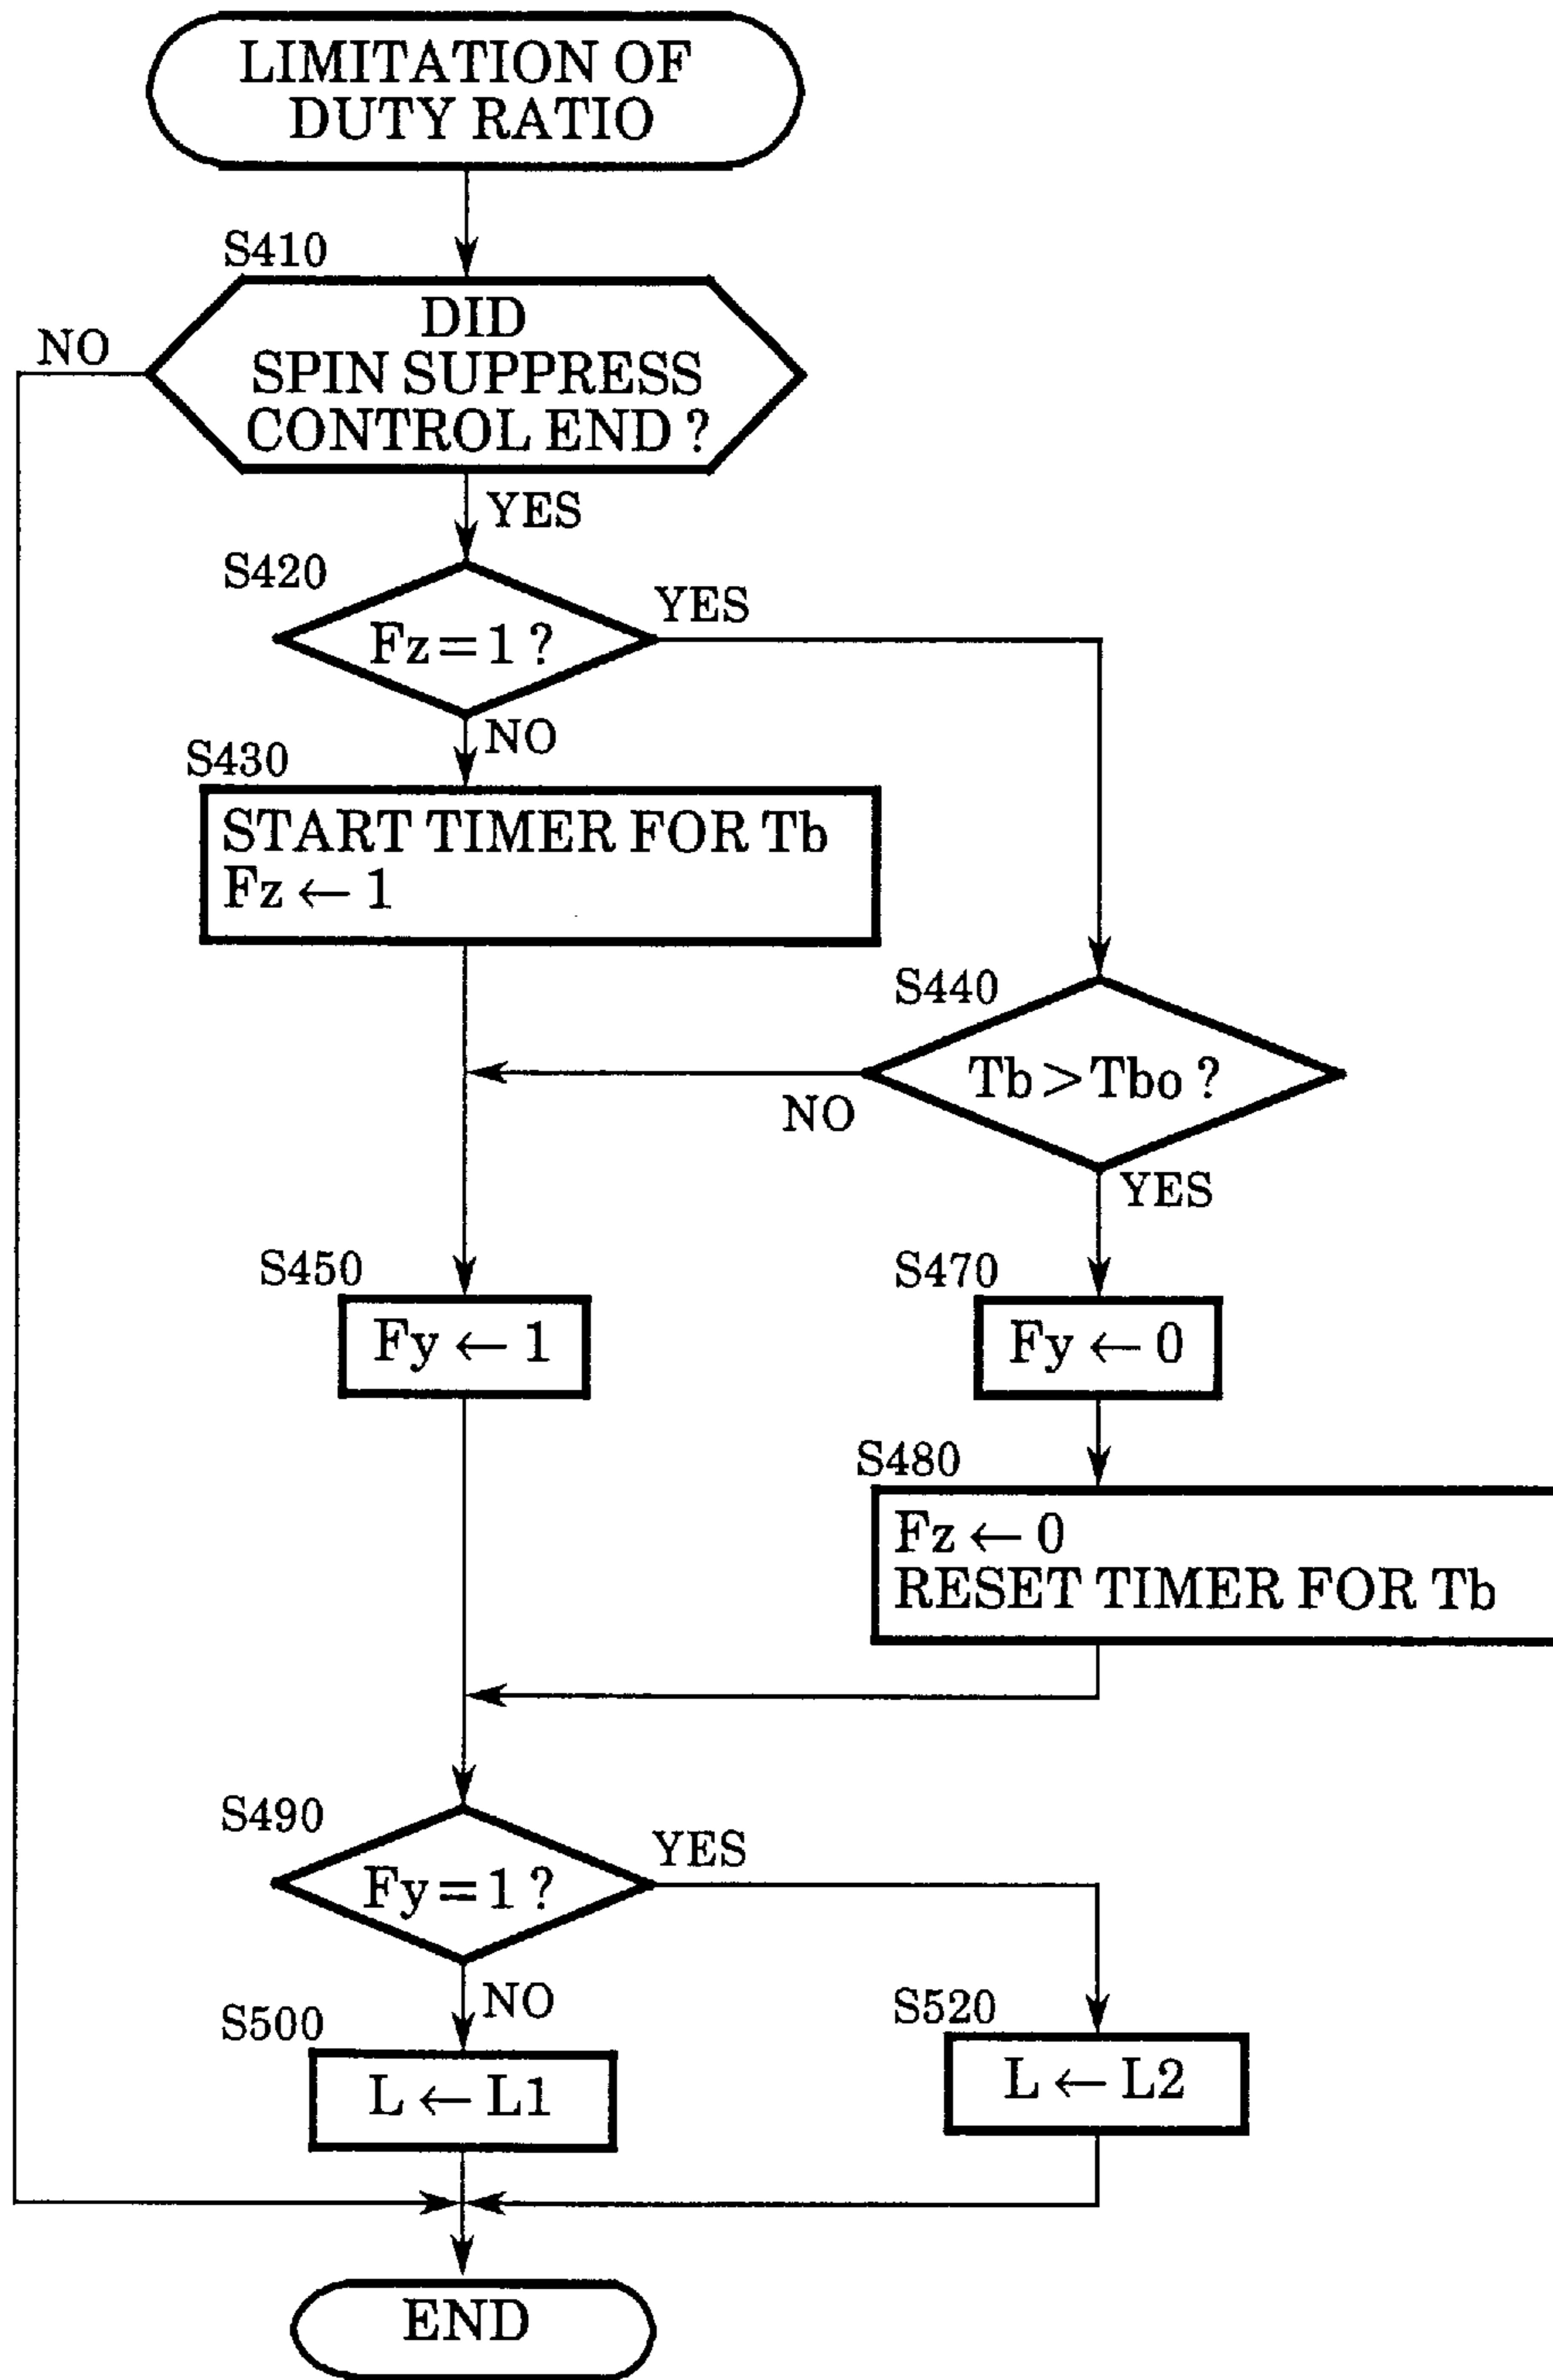 LIMITATION OF
DUTY RATIO
S410
NO
DID
SPIN SUPPRESS
CONTROL END ?
YES
S420
Fz = 1 ?
YES
NO
S430
START TIMER FOR Tb
Fz ← 1
S440
Tb > Tbo ?
NO
YES
S450
Fy ← 1
S470
Fy ← 0
S480
Fz ← 0
RESET TIMER FOR Tb
S490
Fy = 1 ?
YES
NO
S500
L ← L1
S520
L ← L2
END